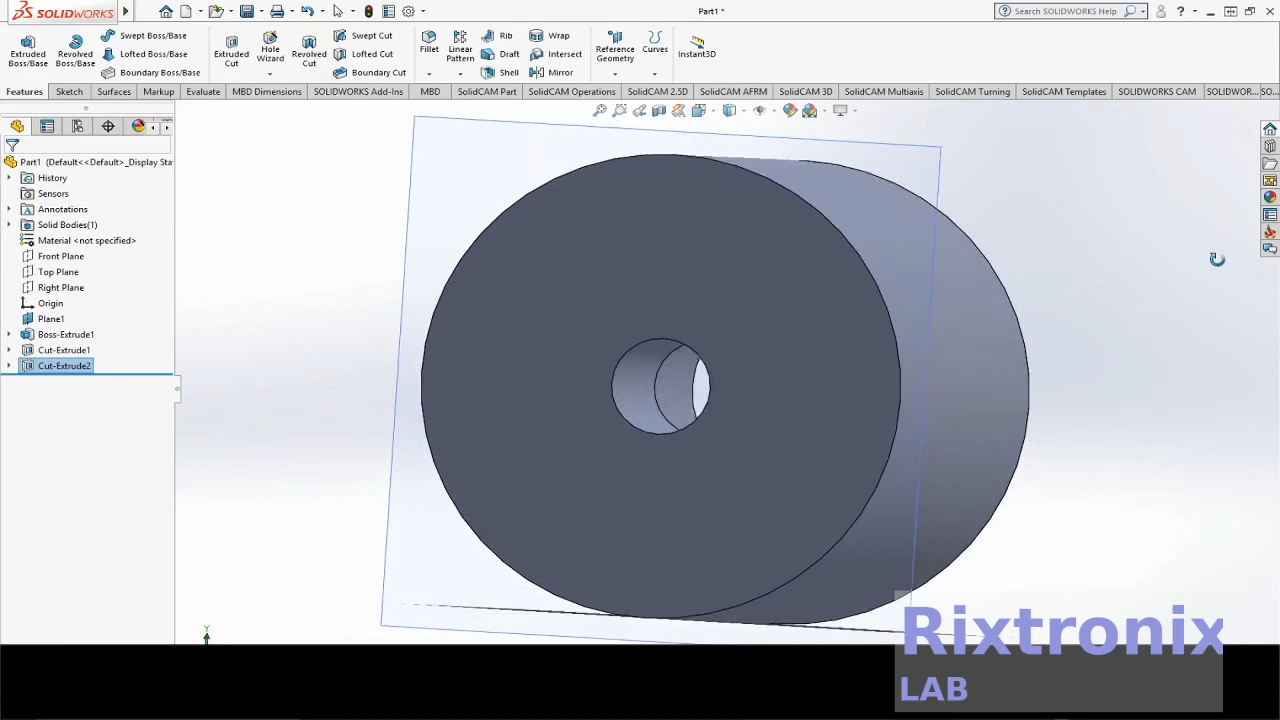 SOLIDWORKS
Part1 *
Search SOLIDWORKS Help
Extruded Boss/Base
Revolved Boss/Base
Swept Boss/Base
Lofted Boss/Base
Boundary Boss/Base
Extruded Cut
Hole Wizard
Revolved Cut
Swept Cut
Lofted Cut
Boundary Cut
Fillet
Linear Pattern
Rib
Draft
Shell
Wrap
Intersect
Mirror
Reference Geometry
Curves
Instant3D
Features
Sketch
Surfaces
Markup
Evaluate
MBD Dimensions
SOLIDWORKS Add-Ins
MBD
SolidCAM Part
SolidCAM Operations
SolidCAM 2.5D
SolidCAM AFRM
SolidCAM 3D
SolidCAM Multiaxis
SolidCAM Turning
SolidCAM Templates
SOLIDWORKS CAM
SOLIDWOR...
SO...
Part1 (Default<<Default>_Display Sta
History
Sensors
Annotations
Solid Bodies(1)
Material <not specified>
Front Plane
Top Plane
Right Plane
Origin
Plane1
Boss-Extrude1
Cut-Extrude1
Cut-Extrude2
Y
Rixtronix
LAB